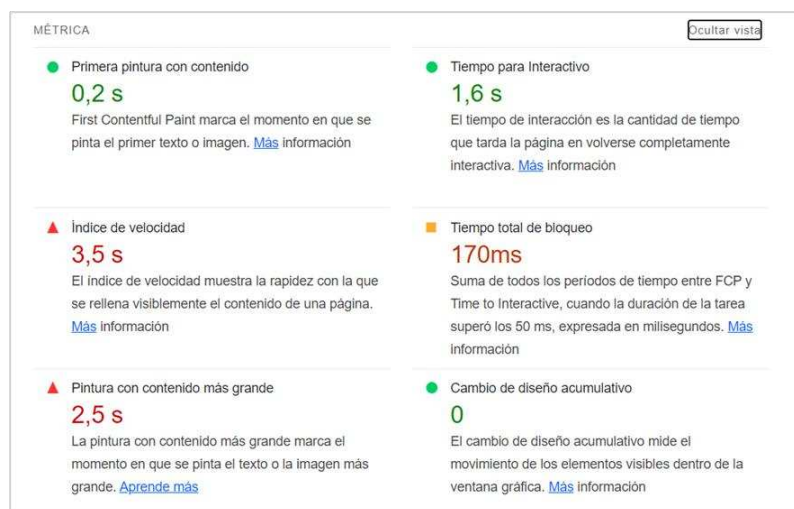 MÉTRICA
Ocultar vista
Primera pintura con contenido
0,2 s
First Contentful Paint marca el momento en que se
pinta el primer texto o imagen. Más información
Tiempo para Interactivo
1,6 s
El tiempo de interacción es la cantidad de tiempo
que tarda la página en volverse completamente
interactiva. Más información
Índice de velocidad
3,5 s
El índice de velocidad muestra la rapidez con la que
se rellena visiblemente el contenido de una página.
Más información
Tiempo total de bloqueo
170ms
Suma de todos los períodos de tiempo entre FCP y
Time to Interactive, cuando la duración de la tarea
superó los 50 ms, expresada en milisegundos. Más
información
Pintura con contenido más grande
2,5 s
La pintura con contenido más grande marca el
momento en que se pinta el texto o la imagen más
grande. Aprende más
Cambio de diseño acumulativo
0
El cambio de diseño acumulativo mide el
movimiento de los elementos visibles dentro de la
ventana gráfica. Más información